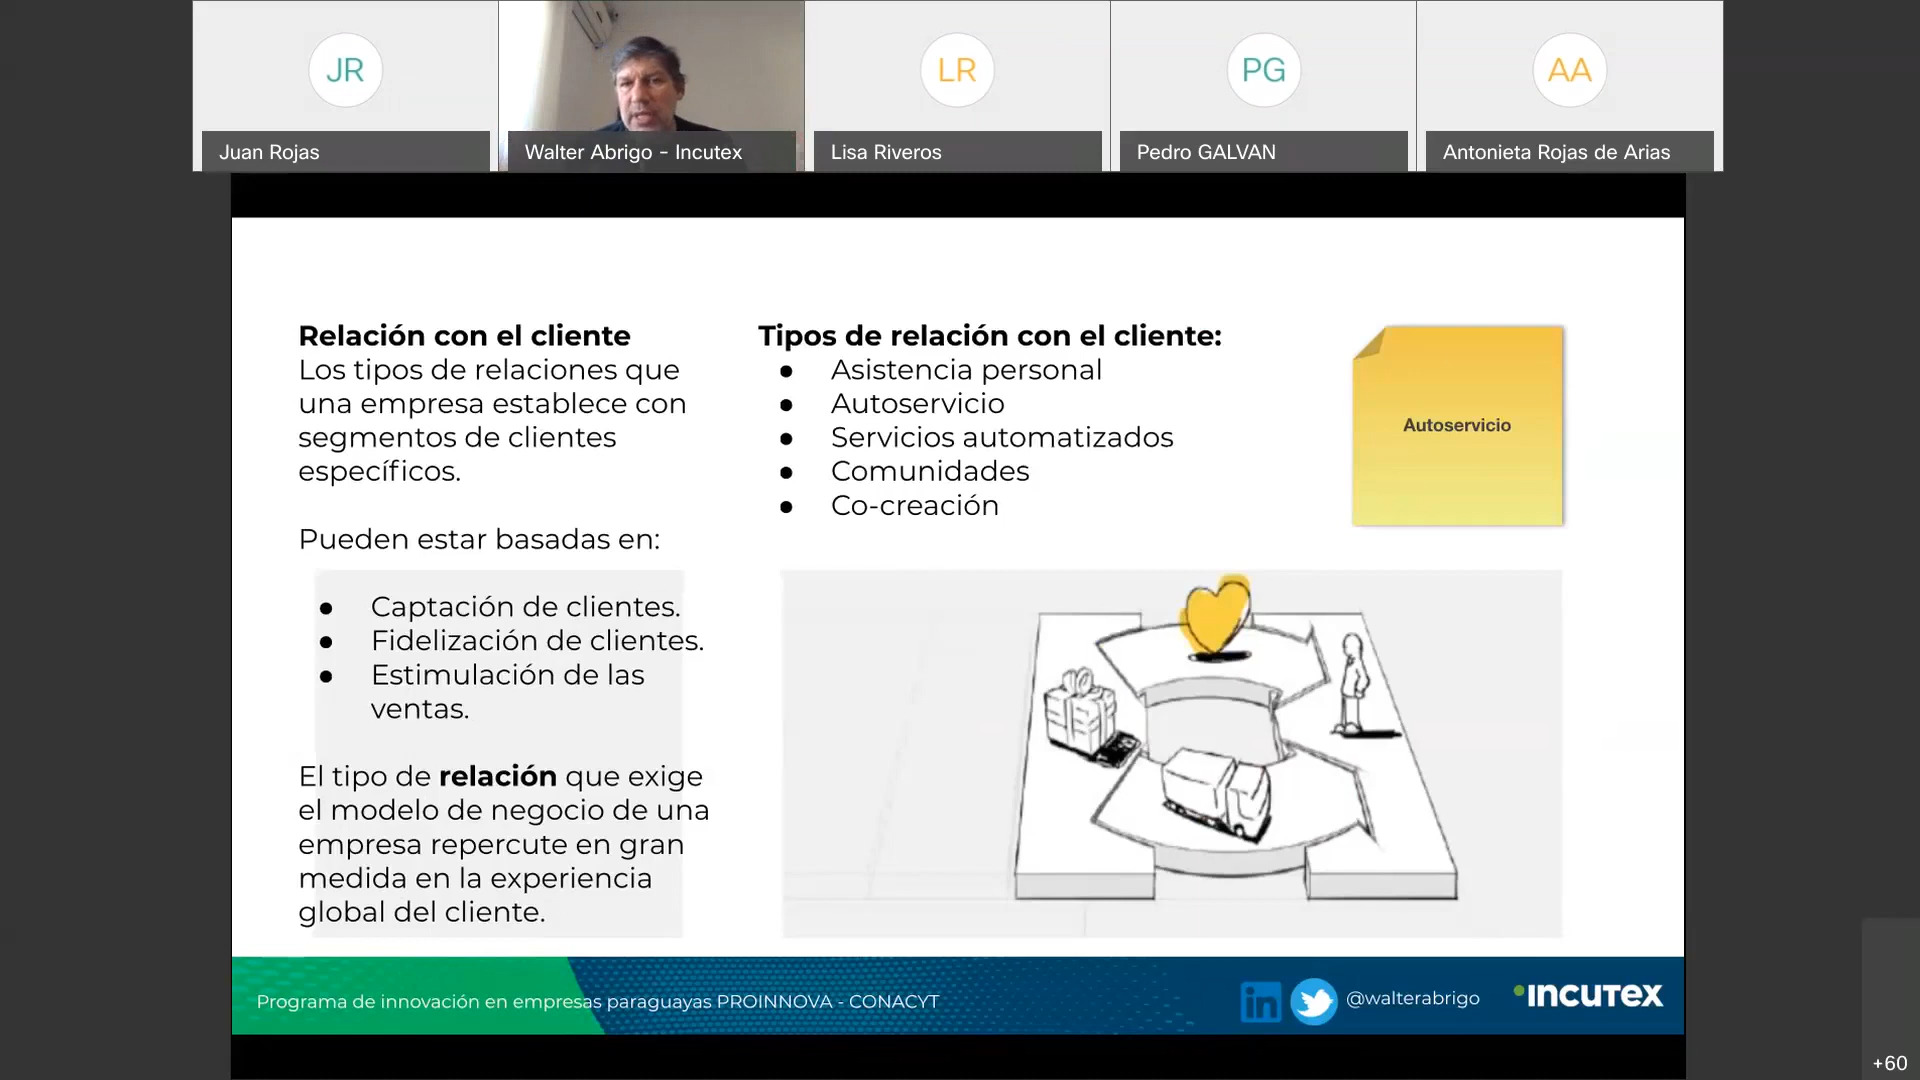 JR
LR
PG
AA
Juan Rojas
Walter Abrigo - Incutex
Lisa Riveros
Pedro GALVAN
Antonieta Rojas de Arias
Relación con el cliente
Los tipos de relaciones que
una empresa establece con
segmentos de clientes
específicos.
Pueden estar basadas en:
● Captación de clientes.
● Fidelización de clientes.
● Estimulación de las
ventas.
El tipo de relación que exige
el modelo de negocio de una
empresa repercute en gran
medida en la experiencia
global del cliente.
Tipos de relación con el cliente:
● Asistencia personal
● Autoservicio
● Servicios automatizados
● Comunidades
● Co-creación
Autoservicio
Programa de innovación en empresas paraguayas PROINNOVA - CONACYT
in
@walterabrigo
INCUTEX
+60